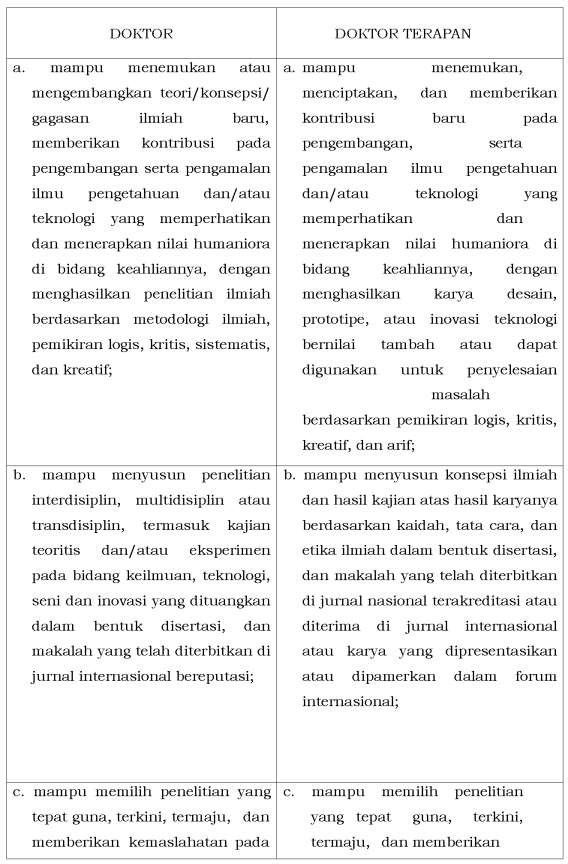 DOKTOR
DOKTOR TERAPAN
a. mampu menemukan atau
mengembangkan teori/konsepsi/
gagasan ilmiah baru,
memberikan kontribusi pada
pengembangan serta pengamalan
ilmu pengetahuan dan/atau
teknologi yang memperhatikan
dan menerapkan nilai humaniora
di bidang keahliannya, dengan
menghasilkan penelitian ilmiah
berdasarkan metodologi ilmiah,
pemikiran logis, kritis, sistematis,
dan kreatif;
a. mampu menemukan,
menciptakan, dan memberikan
kontribusi baru pada
pengembangan, serta
pengamalan ilmu pengetahuan
dan/atau teknologi yang
memperhatikan dan
menerapkan nilai humaniora di
bidang keahliannya, dengan
menghasilkan karya desain,
prototipe, atau inovasi teknologi
bernilai tambah atau dapat
digunakan untuk penyelesaian
masalah
berdasarkan pemikiran logis, kritis,
kreatif, dan arif;
b. mampu menyusun penelitian
interdisiplin, multidisiplin atau
transdisiplin, termasuk kajian
teoritis dan/atau eksperimen
pada bidang keilmuan, teknologi,
seni dan inovasi yang dituangkan
dalam bentuk disertasi, dan
makalah yang telah diterbitkan di
jurnal internasional bereputasi;
b. mampu menyusun konsepsi ilmiah
dan hasil kajian atas hasil karyanya
berdasarkan kaidah, tata cara, dan
etika ilmiah dalam bentuk disertasi,
dan makalah yang telah diterbitkan
di jurnal nasional terakreditasi atau
diterima di jurnal internasional
atau karya yang dipresentasikan
atau dipamerkan dalam forum
internasional;
c. mampu memilih penelitian yang
tepat guna, terkini, termaju, dan
memberikan kemaslahatan pada
c. mampu memilih penelitian
yang tepat guna, terkini,
termaju, dan memberikan